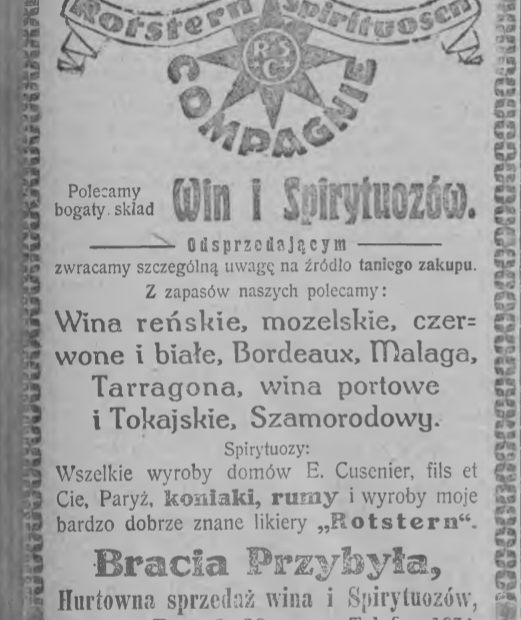 Rotstern Spirituosen
R S C
COMPAGNIE
Polecamy
bogaty skład
Win i Spirytuozów.
Odsprzedającym
zwracamy szczególną uwagę na źródło taniego zakupu.
Z zapasów naszych polecamy:
Wina reńskie, mozelskie, czer=
wone i białe, Bordeaux, Malaga,
Tarragona, wina portowe
i Tokajskie, Szamorodowy.
Spirytuozy:
Wszelkie wyroby domów E. Cusenier, fils et
Cie, Paryż, koniaki, rumy i wyroby moje
bardzo dobrze znane likiery „Rotstern“.
Bracia Przybyła,
Hurtowna sprzedaż wina i Spirytuozów,